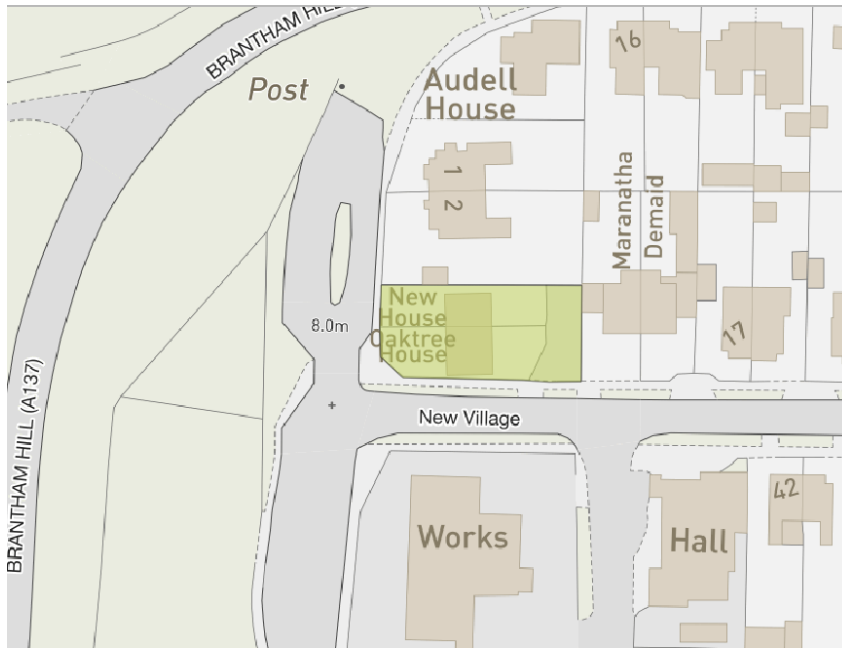 BRANTHAM HILL
Post
Audell
House
16
1
2
Maranatha
Demaid
New
House
Oaktree
House
8.0m
17
BRANTHAM HILL (A137)
New Village
Works
Hall
42